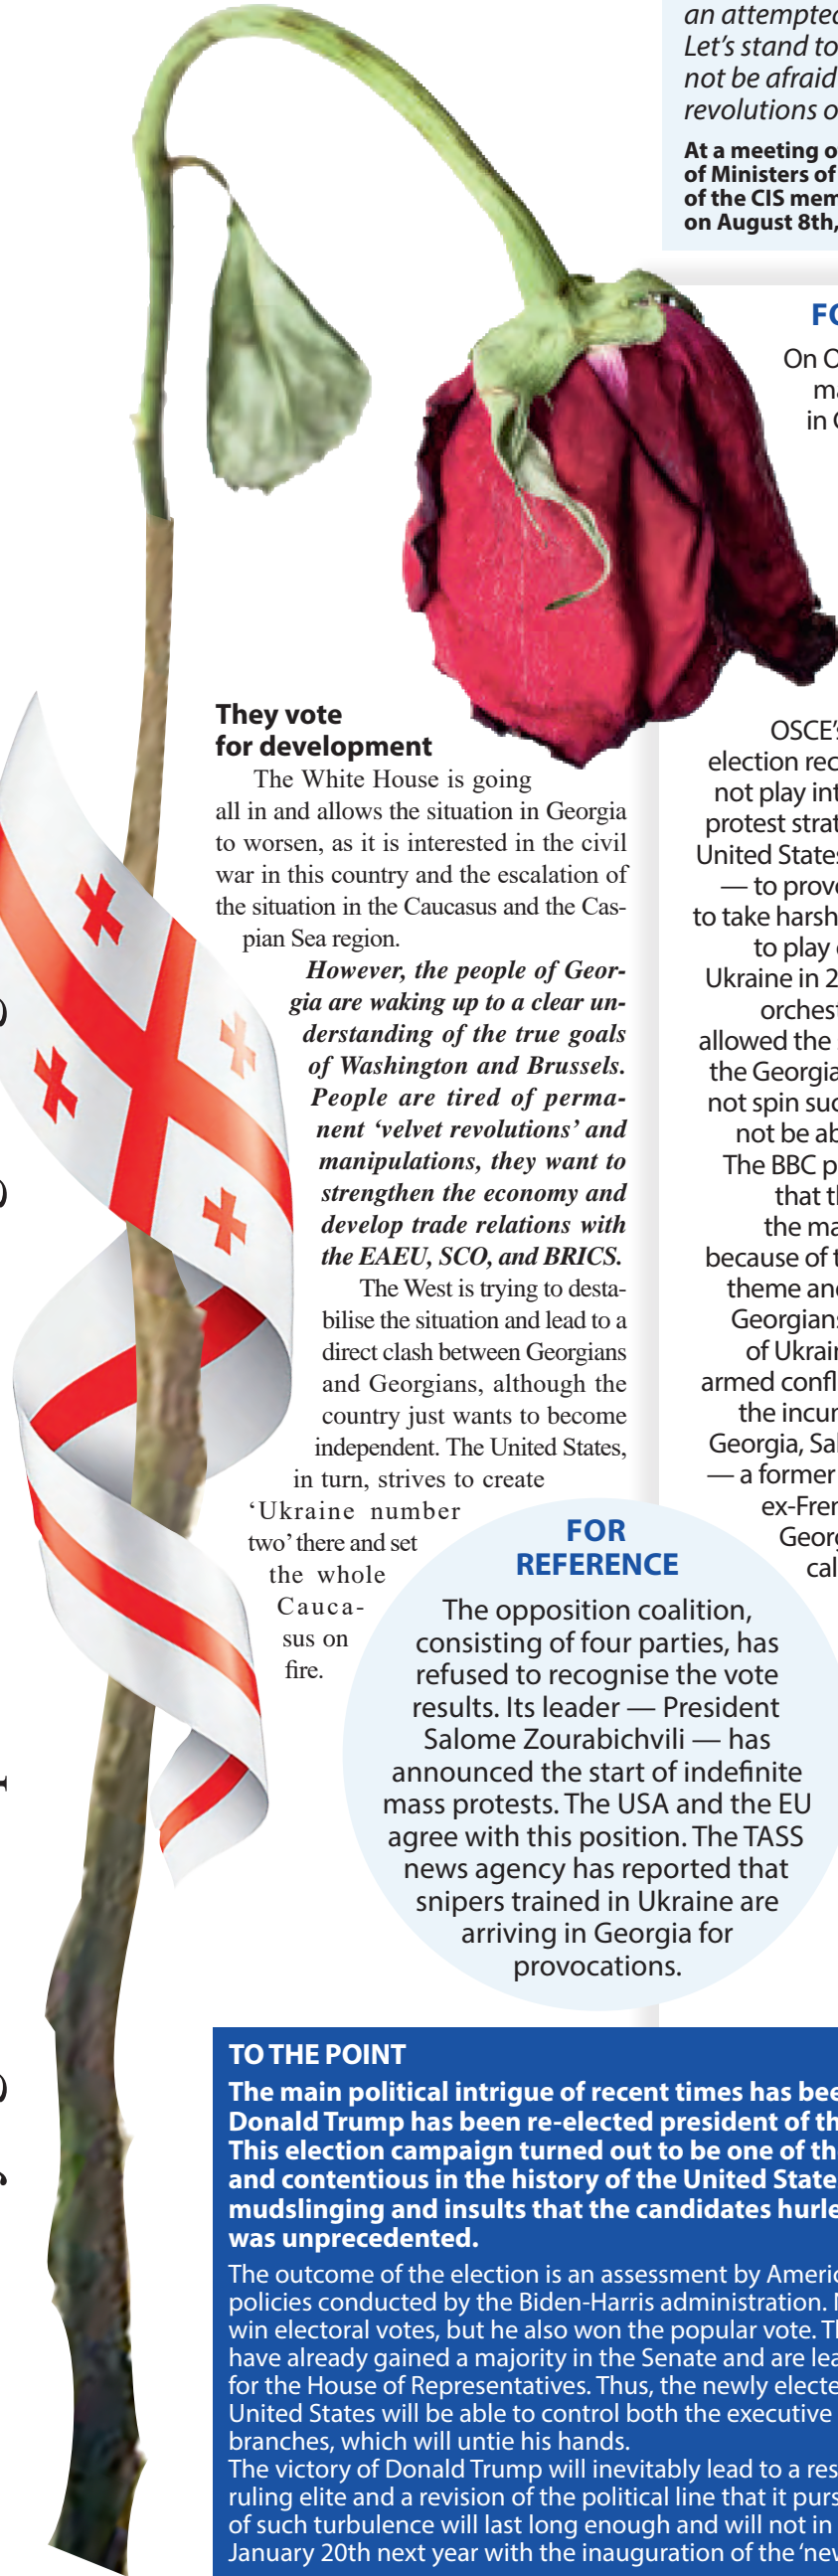 an attempted
Let's stand to
not be afraid
revolutions o
At a meeting o
of Ministers of
of the CIS mem
on August 8th,
They vote
for development
The White House is going
all in and allows the situation in Georgia
to worsen, as it is interested in the civil
war in this country and the escalation of
the situation in the Caucasus and the Cas-
pian Sea region.
However, the people of Geor-
gia are waking up to a clear un-
derstanding of the true goals
of Washington and Brussels.
People are tired of perma-
nent ‘velvet revolutions’ and
manipulations, they want to
strengthen the economy and
develop trade relations with
the EAEU, SCO, and BRICS.
The West is trying to desta-
bilise the situation and lead to a
direct clash between Georgians
and Georgians, although the
country just wants to become
independent. The United States,
in turn, strives to create
‘Ukraine number
two’ there and set
the whole
Cauca-
sus on
fire.
FO
On O
ma
in G
OSCE’s
election rec
not play int
protest strat
United States
— to provo
to take harsh
to play
Ukraine in 2
orchest
allowed the
the Georgia
not spin suc
not be ab
The BBC p
that th
the ma
because of t
theme and
Georgians
of Ukrain
armed confl
the incum
Georgia, Sal
— a former
ex-Fren
Georg
cal
FOR
REFERENCE
The opposition coalition,
consisting of four parties, has
refused to recognise the vote
results. Its leader — President
Salome Zourabichvili — has
announced the start of indefinite
mass protests. The USA and the EU
agree with this position. The TASS
news agency has reported that
snipers trained in Ukraine are
arriving in Georgia for
provocations.
TO THE POINT
The main political intrigue of recent times has bee
Donald Trump has been re-elected president of th
This election campaign turned out to be one of th
and contentious in the history of the United State
mudslinging and insults that the candidates hurle
was unprecedented.
The outcome of the election is an assessment by Americ
policies conducted by the Biden-Harris administration. N
win electoral votes, but he also won the popular vote. Th
have already gained a majority in the Senate and are lea
for the House of Representatives. Thus, the newly electe
United States will be able to control both the executive
branches, which will untie his hands.
The victory of Donald Trump will inevitably lead to a res
ruling elite and a revision of the political line that it purs
of such turbulence will last long enough and will not in
January 20th next year with the inauguration of the ‘new